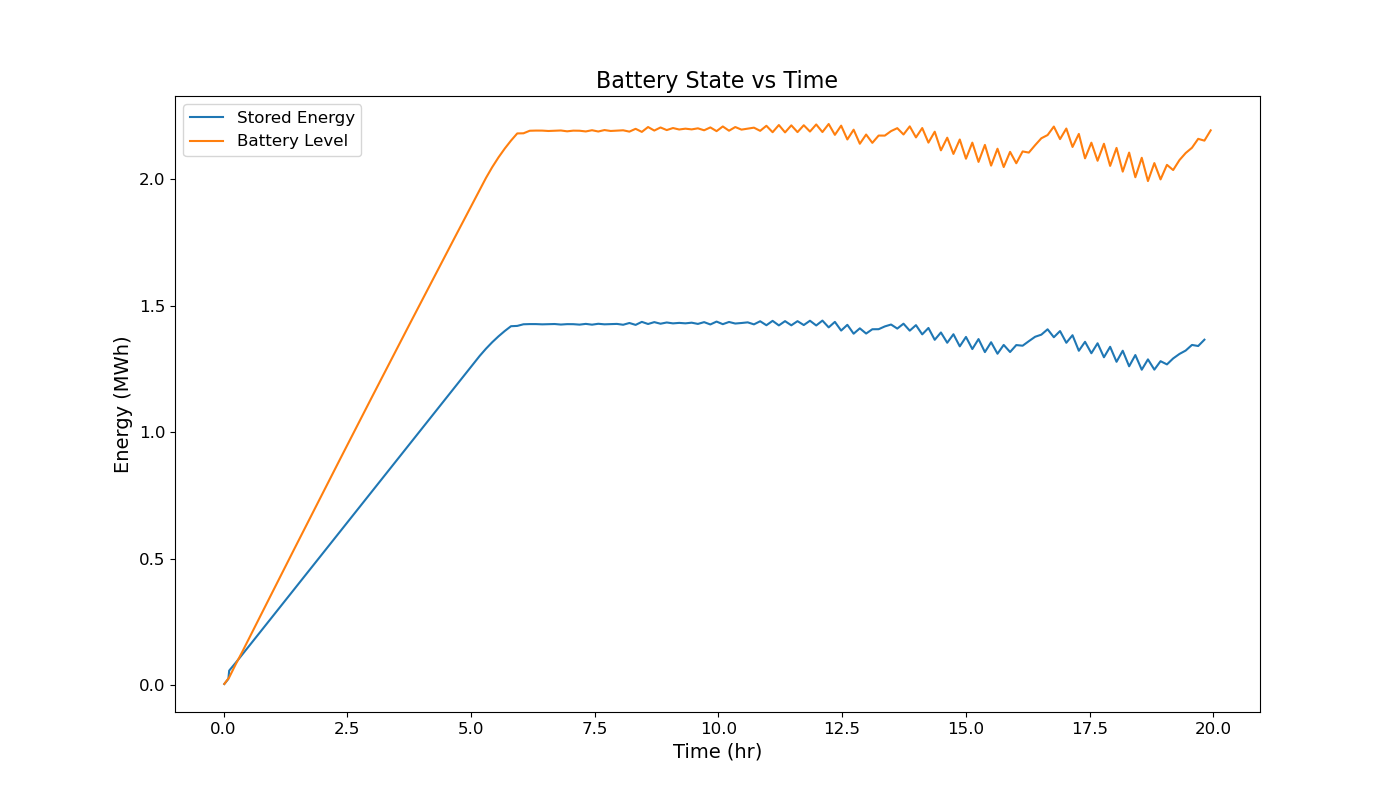 Battery State vs Time
Stored Energy
Battery Level
Energy (MWh)
2.0
1.5
1.0
0.5
0.0
0.0 2.5 5.0 7.5 10.0 12.5 15.0 17.5 20.0
Time (hr)